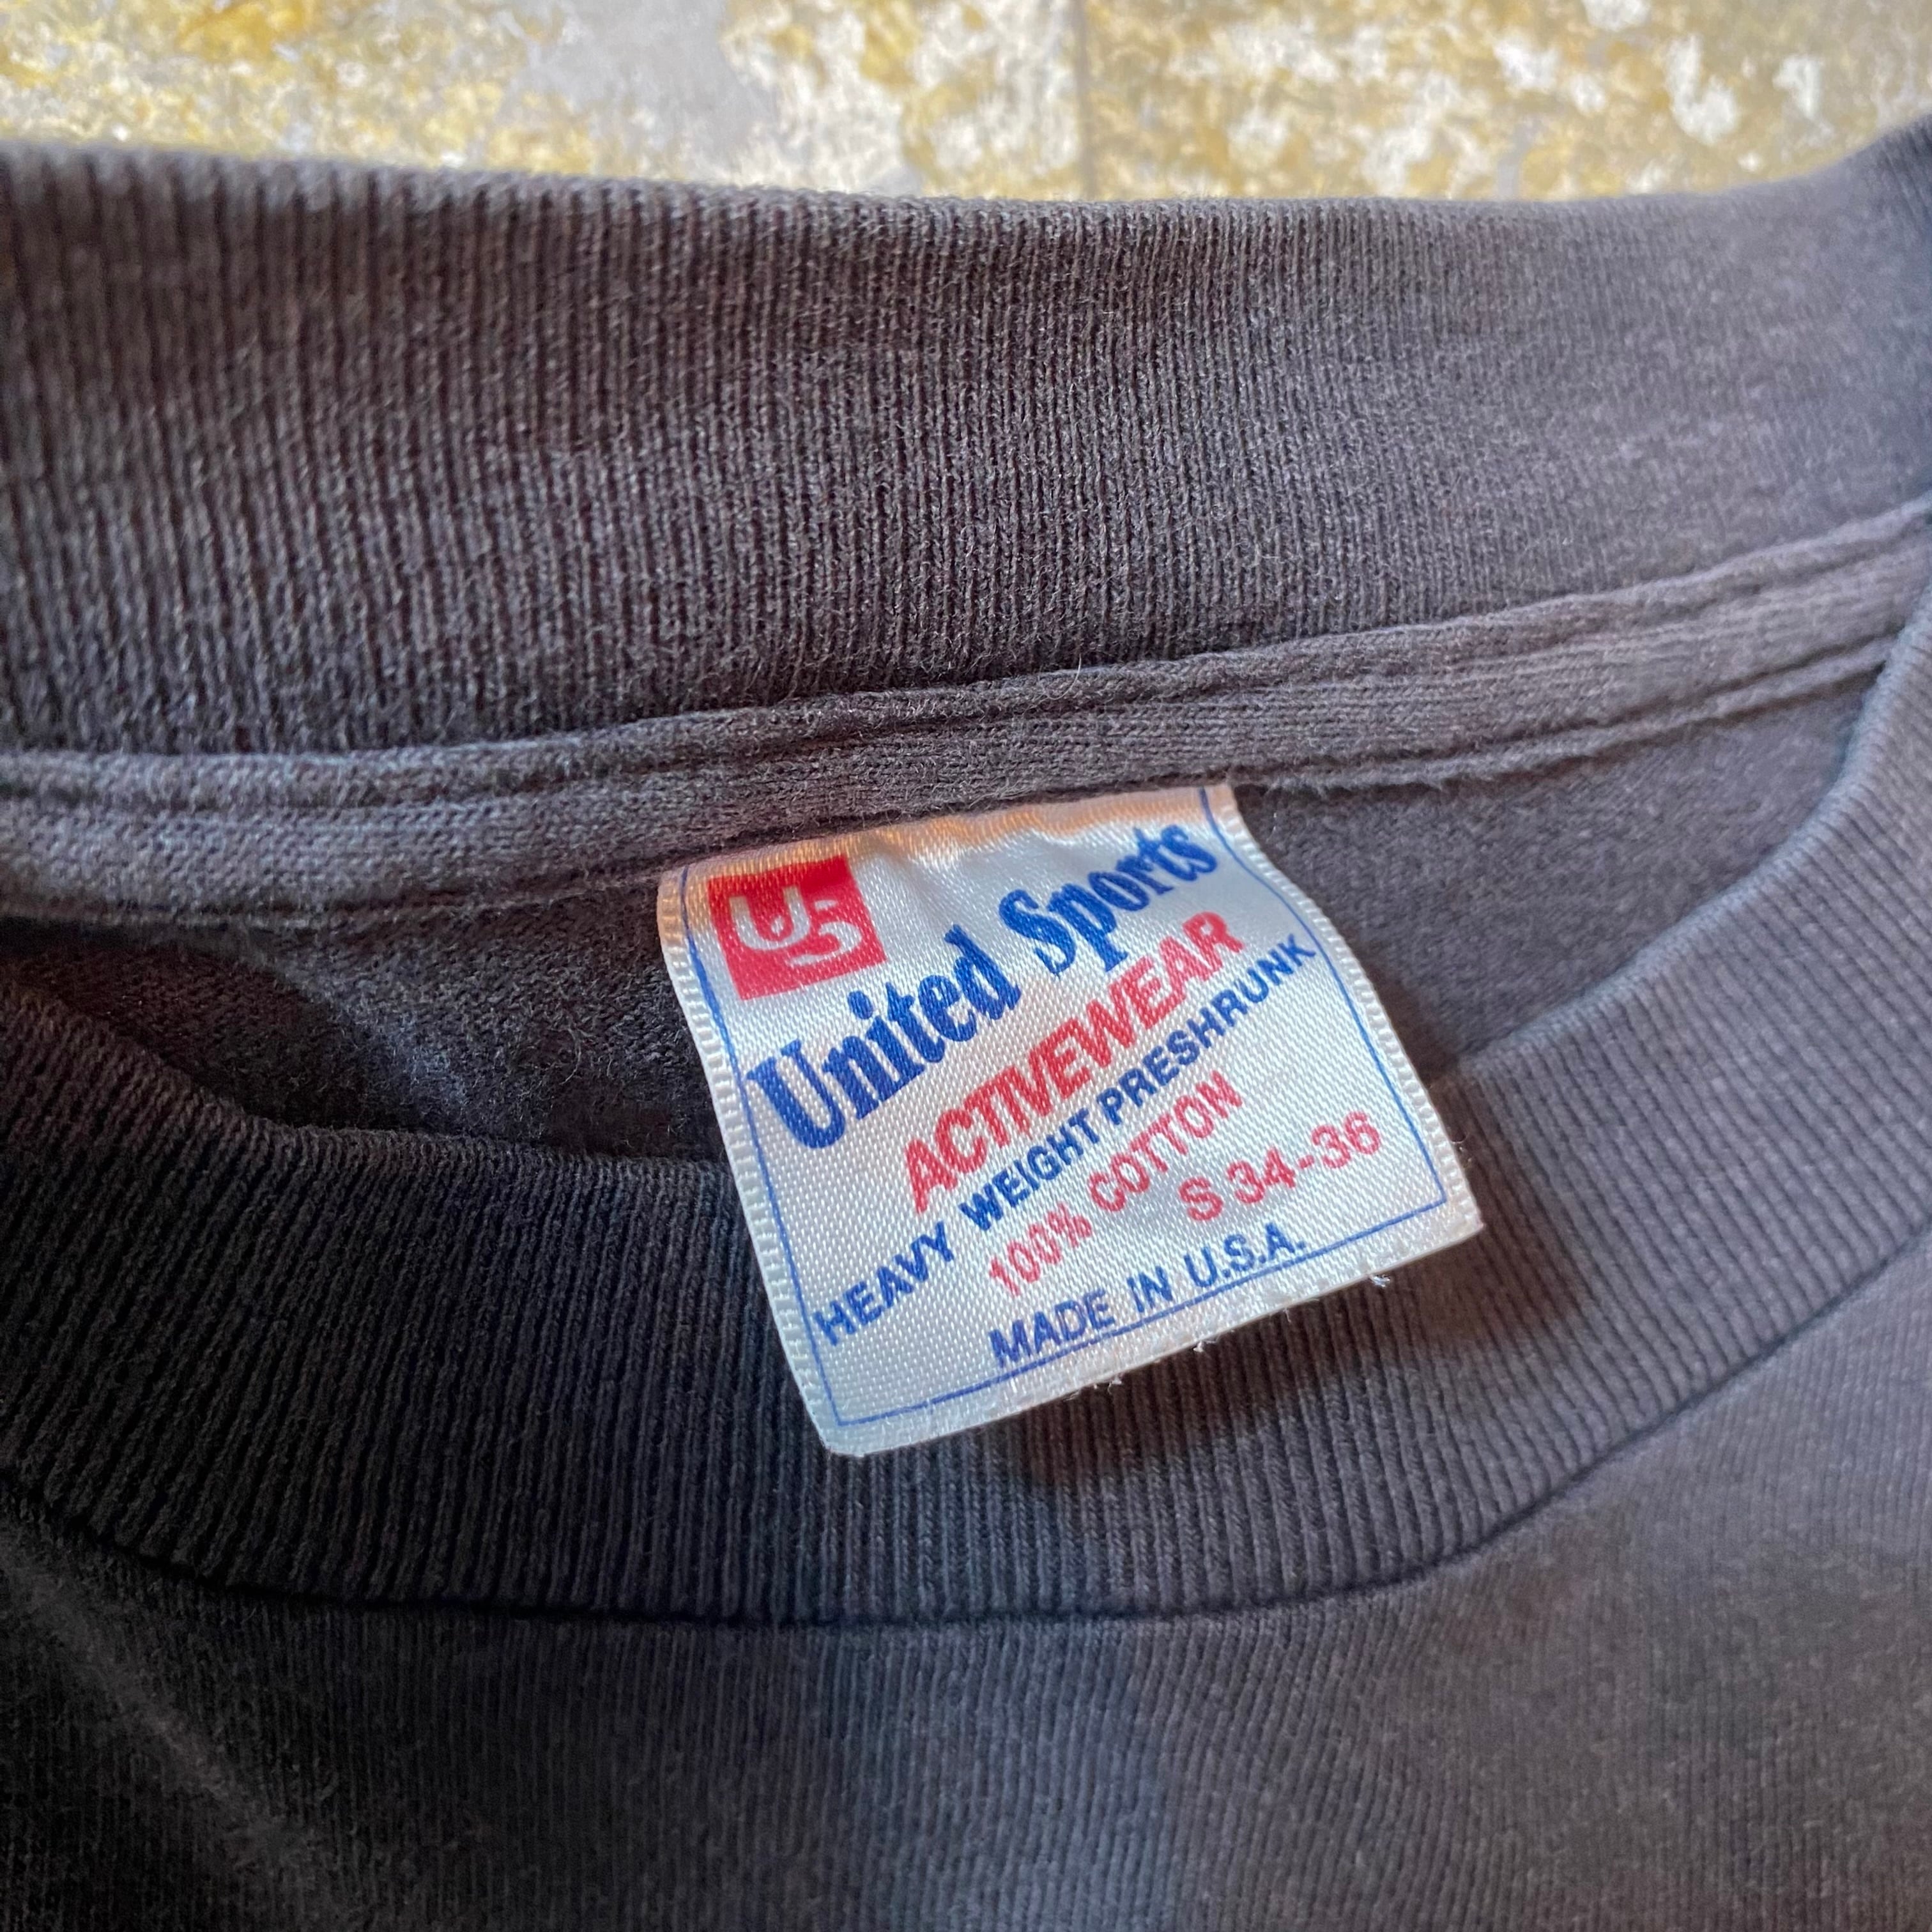 US
United Sports
ACTIVEWEAR
HEAVY WEIGHT PRESHRUNK
100% COTTON
S 34-36
MADE IN U.S.A.